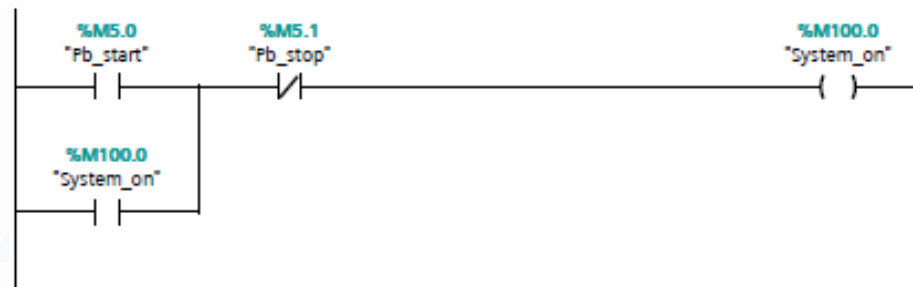 %M5.0
"Pb_start"
%M5.1
"Pb_stop"
%M100.0
"System_on"
%M100.0
"System_on"